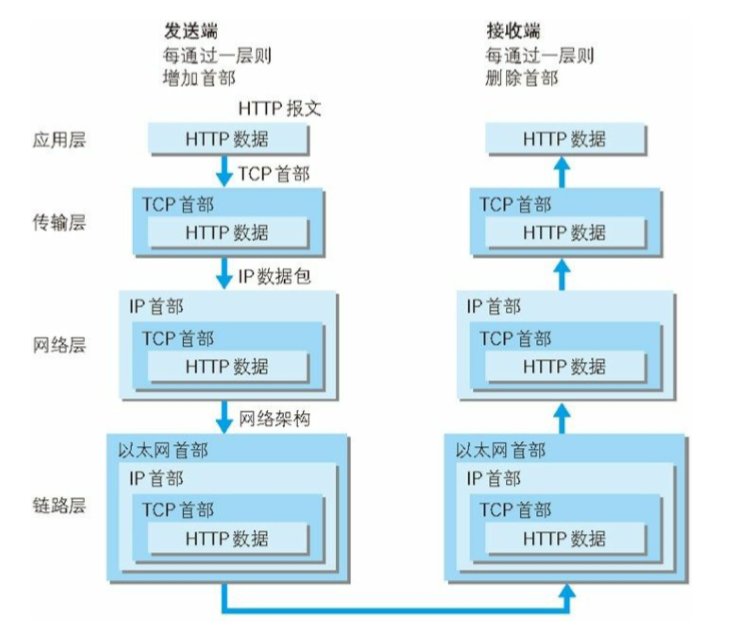 发送端
每通过一层则
增加首部
接收端
每通过一层则
删除首部
HTTP 报文
应用层
HTTP 数据
HTTP 数据
TCP 首部
传输层
TCP 首部
HTTP 数据
TCP 首部
HTTP 数据
IP 数据包
网络层
IP 首部
TCP 首部
HTTP 数据
IP 首部
TCP 首部
HTTP 数据
网络架构
链路层
以太网首部
IP 首部
TCP 首部
HTTP 数据
以太网首部
IP 首部
TCP 首部
HTTP 数据